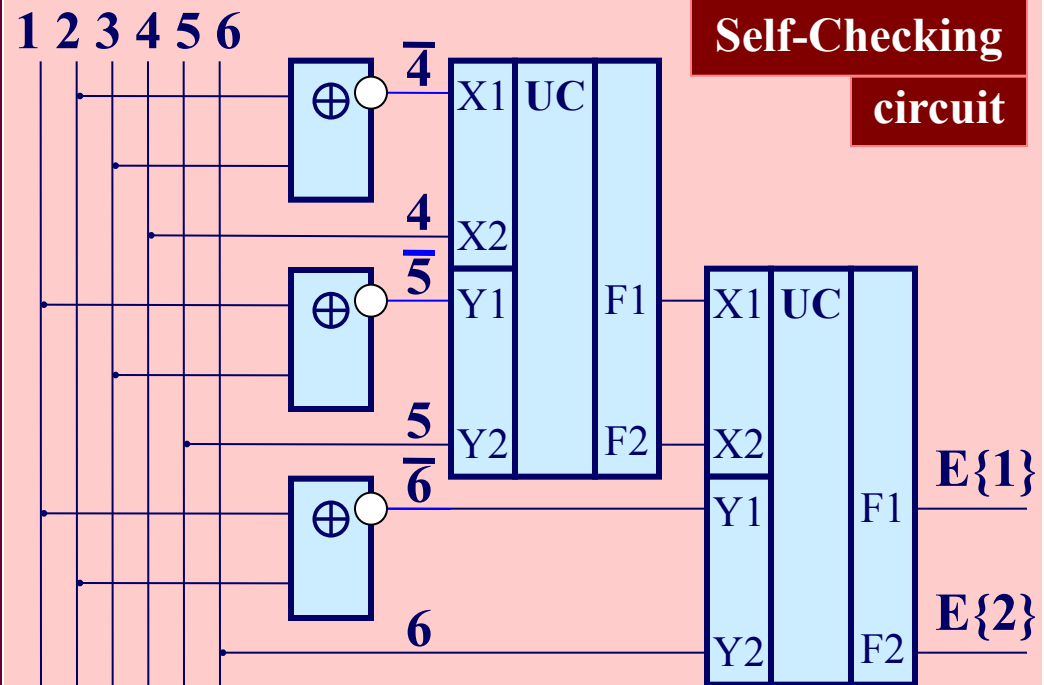 1 2 3 4 5 6
Self-Checking
circuit
⊕
4̅
X1 UC
4
X2
⊕
5̅
Y1
F1
5
Y2
F2
X1 UC
X2
⊕
6̅
Y1
F1
E{1}
6
Y2
F2
E{2}